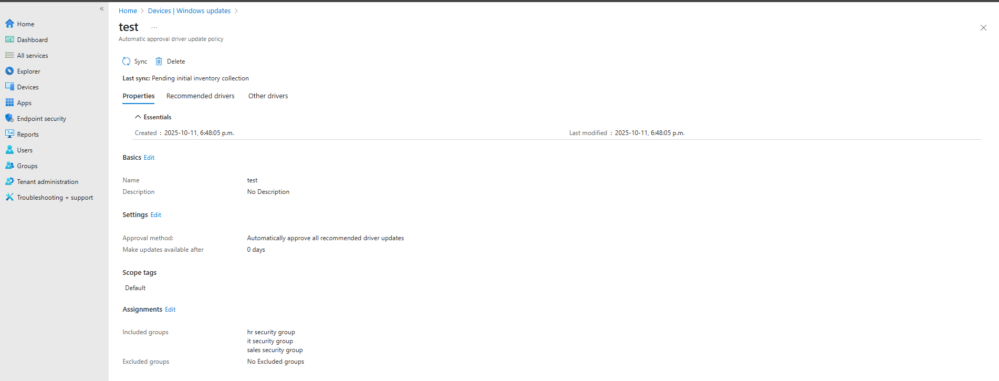 «
Home
Dashboard
All services
Explorer
Devices
Apps
Endpoint security
Reports
Users
Groups
Tenant administration
Troubleshooting + support
Home > Devices | Windows updates >
test ...
Automatic approval driver update policy
Sync Delete
Last sync: Pending initial inventory collection
Properties Recommended drivers Other drivers
Essentials
Created : 2025-10-11, 6:48:05 p.m. Last modified : 2025-10-11, 6:48:05 p.m.
Basics Edit
Name test
Description No Description
Settings Edit
Approval method: Automatically approve all recommended driver updates
Make updates available after 0 days
Scope tags
Default
Assignments Edit
Included groups hr security group
it security group
sales security group
Excluded groups No Excluded groups